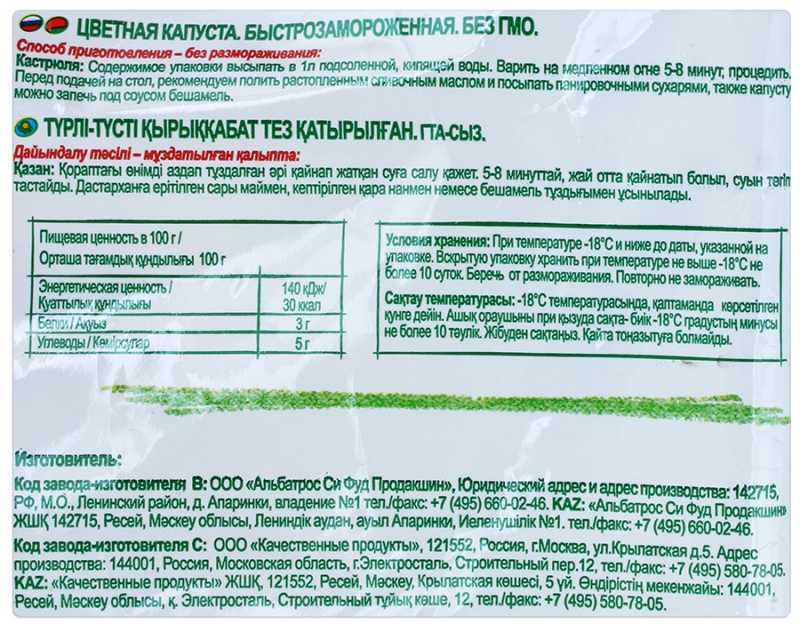 ЦВЕТНАЯ КАПУСТА. БЫСТРОЗАМОРОЖЕННАЯ. БЕЗ ГМО.
Способ приготовления – без размораживания:
Кастрюля: Содержимое упаковки высыпать в 1л подсоленной, кипящей воды. Варить на медленном огне 5-8 минут, процедить.
Перед подачей на стол, рекомендуем полить растопленным сливочным маслом и посыпать панировочными сухарями, также капусту
можно запечь под соусом бешамель.
ТҮРЛІ-ТҮСТІ ҚЫРЫҚҚАБАТ ТЕЗ ҚАТЫРЫЛҒАН. ГТА-СЫЗ.
Дайындалу тәсілі – мұздатылған қалыпта:
Қазан: Қораптағы өнімді аздап тұздалған әрі қайнап жатқан суға салу қажет. 5-8 минуттай, жай отта қайнатып болып, суын төгіп
тастайды. Дастарханға ерітілген сары маймен, кептірілген қара нанмен немесе бешамель тұздығымен ұсынылады.
Пищевая ценность в 100 г /
Орташа тағамдық құндылығы 100 г
Энергетическая ценность / 140 кДж/
Қуаттылық құндылығы 30 ккал
Белки / Ақуыз 3 г
Углеводы / Көмірсулар 5 г
Условия хранения: При температуре -18°С и ниже до даты, указанной на
упаковке. Вскрытую упаковку хранить при температуре не выше -18°С не
более 10 суток. Беречь от размораживания. Повторно не замораживать.
Сақтау температурасы: -18°С температурасында, қалтаманда көрсетілген
күнге дейін. Ашық орауышны при қызуда сақта- биік -18°С градустың минусы
не более 10 тәулік. Жібуден сақтаңыз. Қайта тоңазытуға болмайды.
Изготовитель:
Код завода-изготовителя В: ООО «Альбатрос Си Фуд Продакшин», Юридический адрес и адрес производства: 142715,
РФ, М.О., Ленинский район, д. Апаринки, владение №1 тел./факс: +7 (495) 660-02-46. KAZ: «Альбатрос Си Фуд Продакшин»
ЖШҚ 142715, Ресей, Мәскеу облысы, Лениндік аудан, ауыл Апаринки, Иеленушілік №1. тел./факс: +7 (495) 660-02-46.
Код завода-изготовителя С: ООО «Качественные продукты», 121552, Россия, г.Москва, ул.Крылатская д.5. Адрес
производства: 144001, Россия, Московская область, г.Электросталь, Строительный пер.12, тел./факс: +7 (495) 580-78-05.
KAZ: «Качественные продукты» ЖШҚ, 121552, Ресей, Мәскеу, Крылатская көшесі, 5 үй. Өндірістің мекенжайы: 144001,
Ресей, Мәскеу облысы, қ. Электросталь, Строительный тұйық көше, 12, тел./факс: +7 (495) 580-78-05.